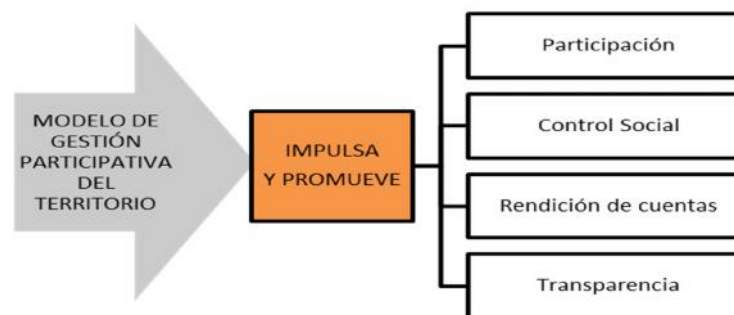 MODELO DE
GESTIÓN
PARTICIPATIVA
DEL
TERRITORIO
IMPULSA
Y PROMUEVE
Participación
Control Social
Rendición de cuentas
Transparencia